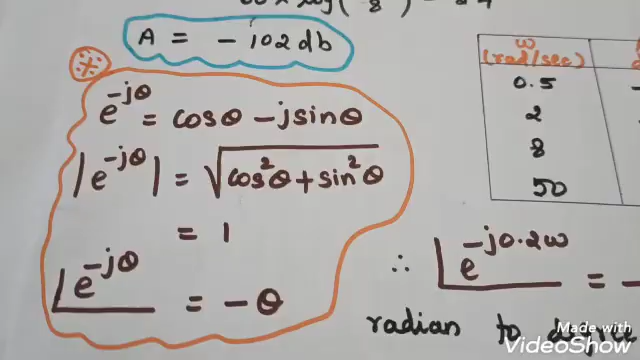 A = -102 db
e^-jθ = cosθ - jsinθ
|e^-jθ| = √cos²θ + sin²θ
= 1
∠e^-jθ = -θ
ω
(rad/sec)
0.5
2
8
50
∴ ∠e^-j0.2ω = -
radian to degree
Made with
VideoShow